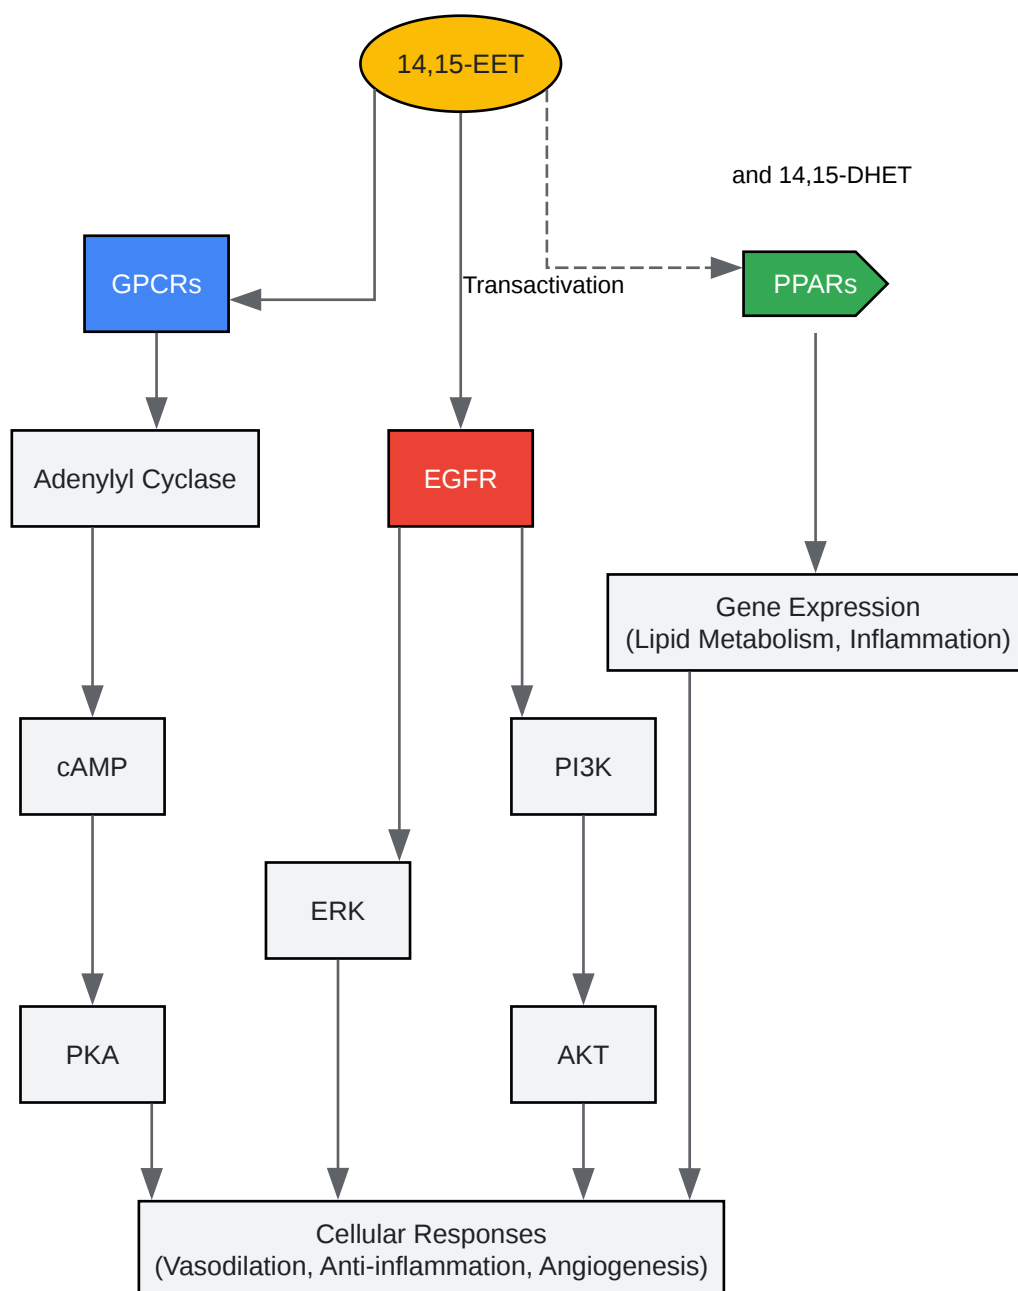 14,15-EET
and 14,15-DHET
GPCRs
Transactivation
PPARs
Adenylyl Cyclase
EGFR
Gene Expression
(Lipid Metabolism, Inflammation)
cAMP
PI3K
ERK
PKA
AKT
Cellular Responses
(Vasodilation, Anti-inflammation, Angiogenesis)